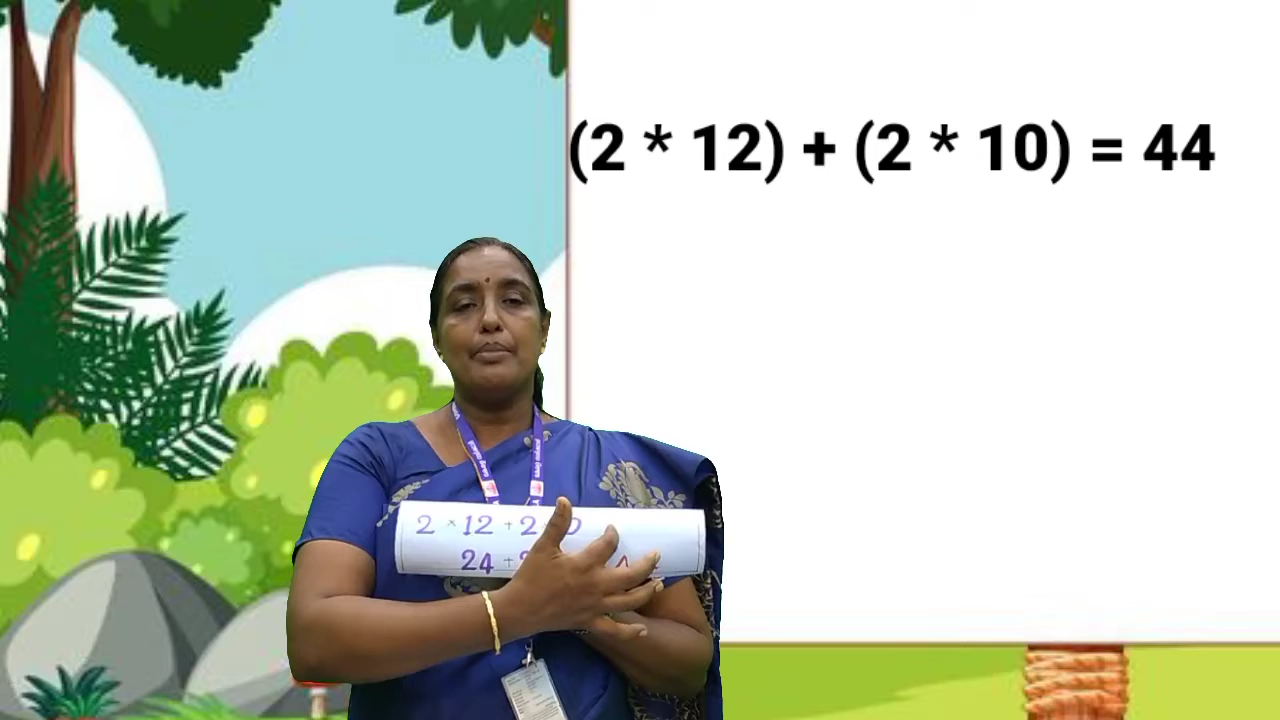 (2 * 12) + (2 * 10) = 44
2 × 12 + 2
24 +